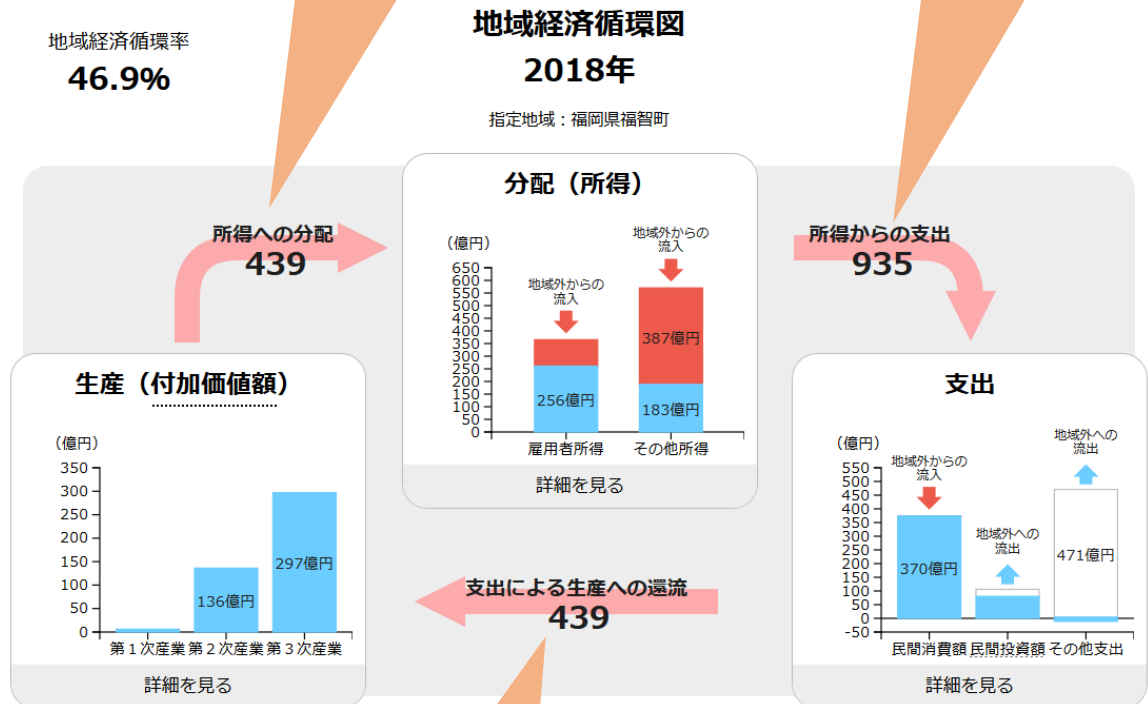 地域経済循環率
46.9%
地域経済循環図
2018年
指定地域：福岡県福智町
所得への分配
439
分配（所得）
（億円）
地域外からの
流入
地域外からの
流入
650
600
550
500
450
400
350
300
250
200
150
100
50
0
387億円
256億円
183億円
雇用者所得
その他所得
詳細を見る
所得からの支出
935
生産（付加価値額）
（億円）
350
300
250
200
150
100
50
0
297億円
136億円
第１次産業
第２次産業
第３次産業
詳細を見る
支出による生産への還流
439
支出
（億円）
地域外からの
流入
地域外への
流出
地域外への
流出
550
500
450
400
350
300
250
200
150
100
50
0
-50
370億円
471億円
民間消費額
民間投資額
その他支出
詳細を見る